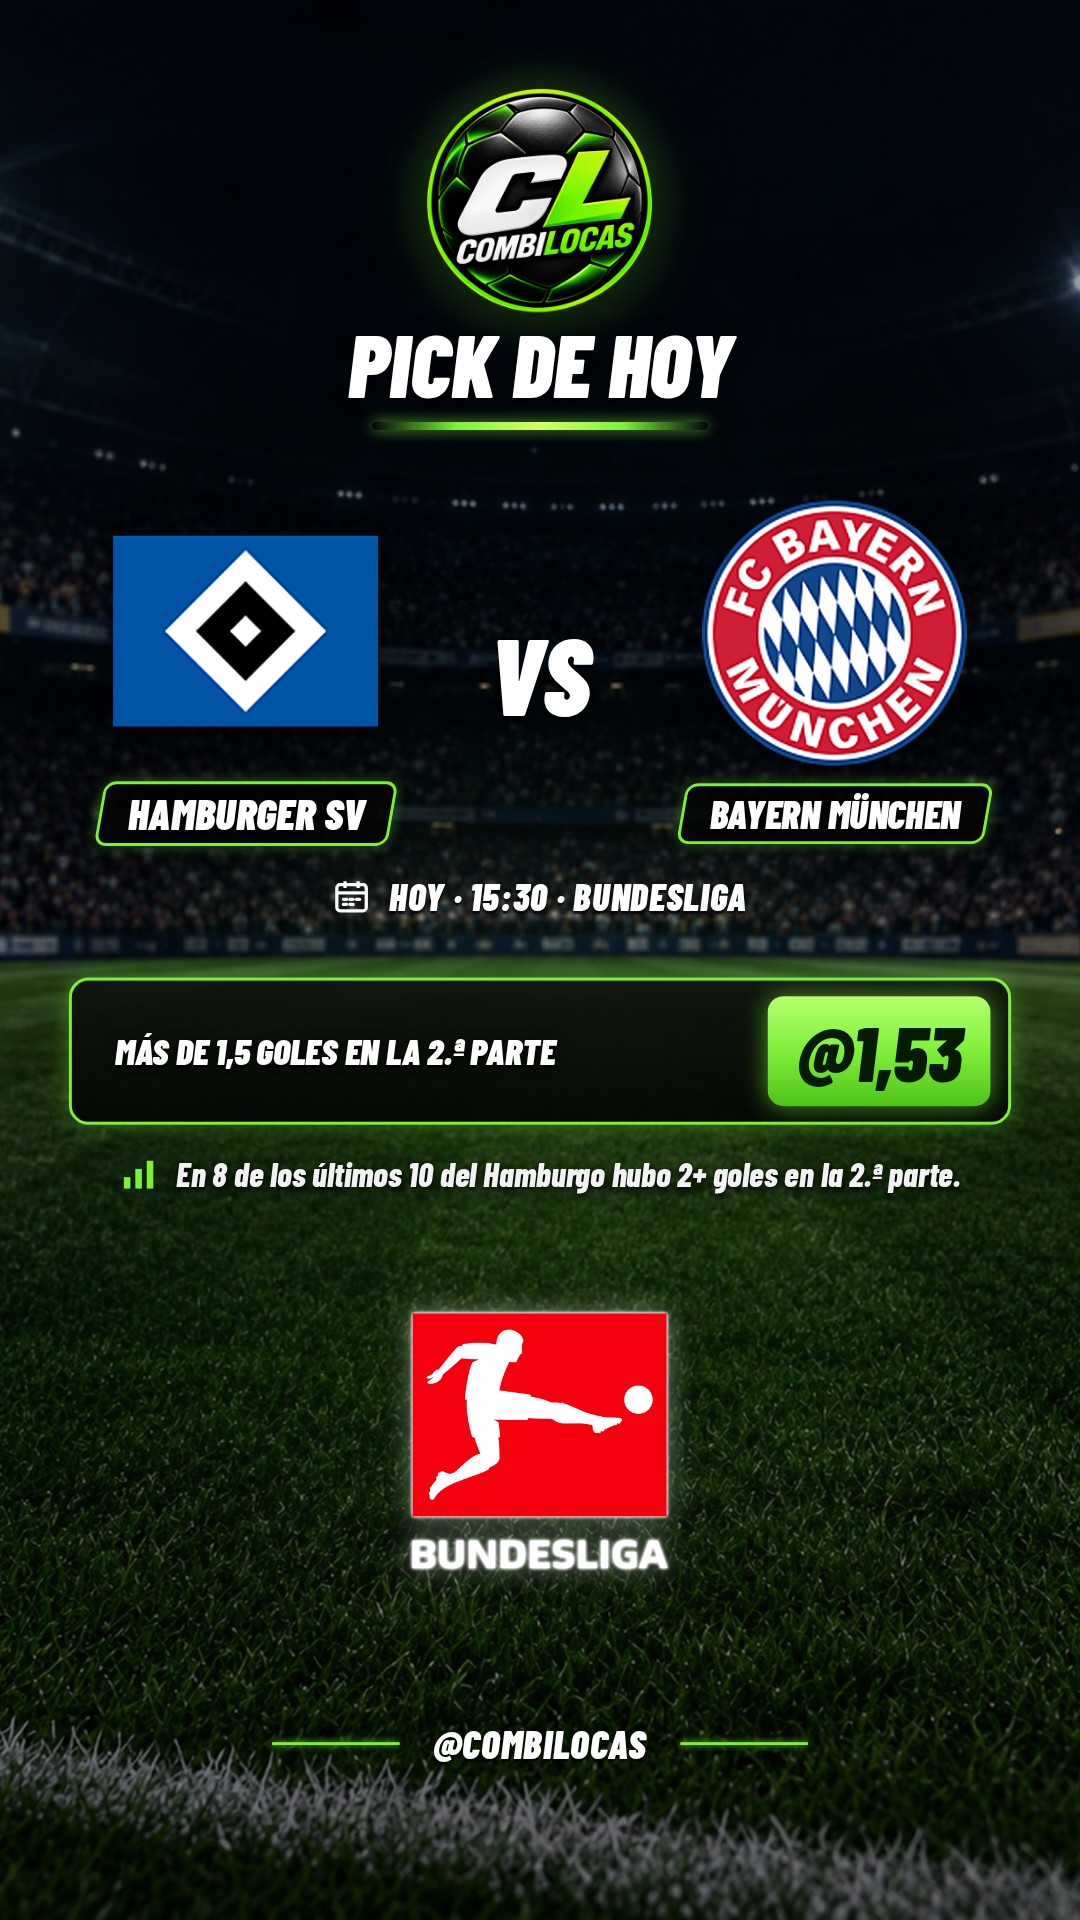 CL
COMBILOCAS
PICK DE HOY
FC BAYERN
MÜNCHEN
VS
HAMBURGER SV
BAYERN MÜNCHEN
HOY · 15:30 · BUNDESLIGA
MÁS DE 1,5 GOLES EN LA 2.ª PARTE
@1,53
En 8 de los últimos 10 del Hamburgo hubo 2+ goles en la 2.ª parte.
BUNDESLIGA
@COMBILOCAS